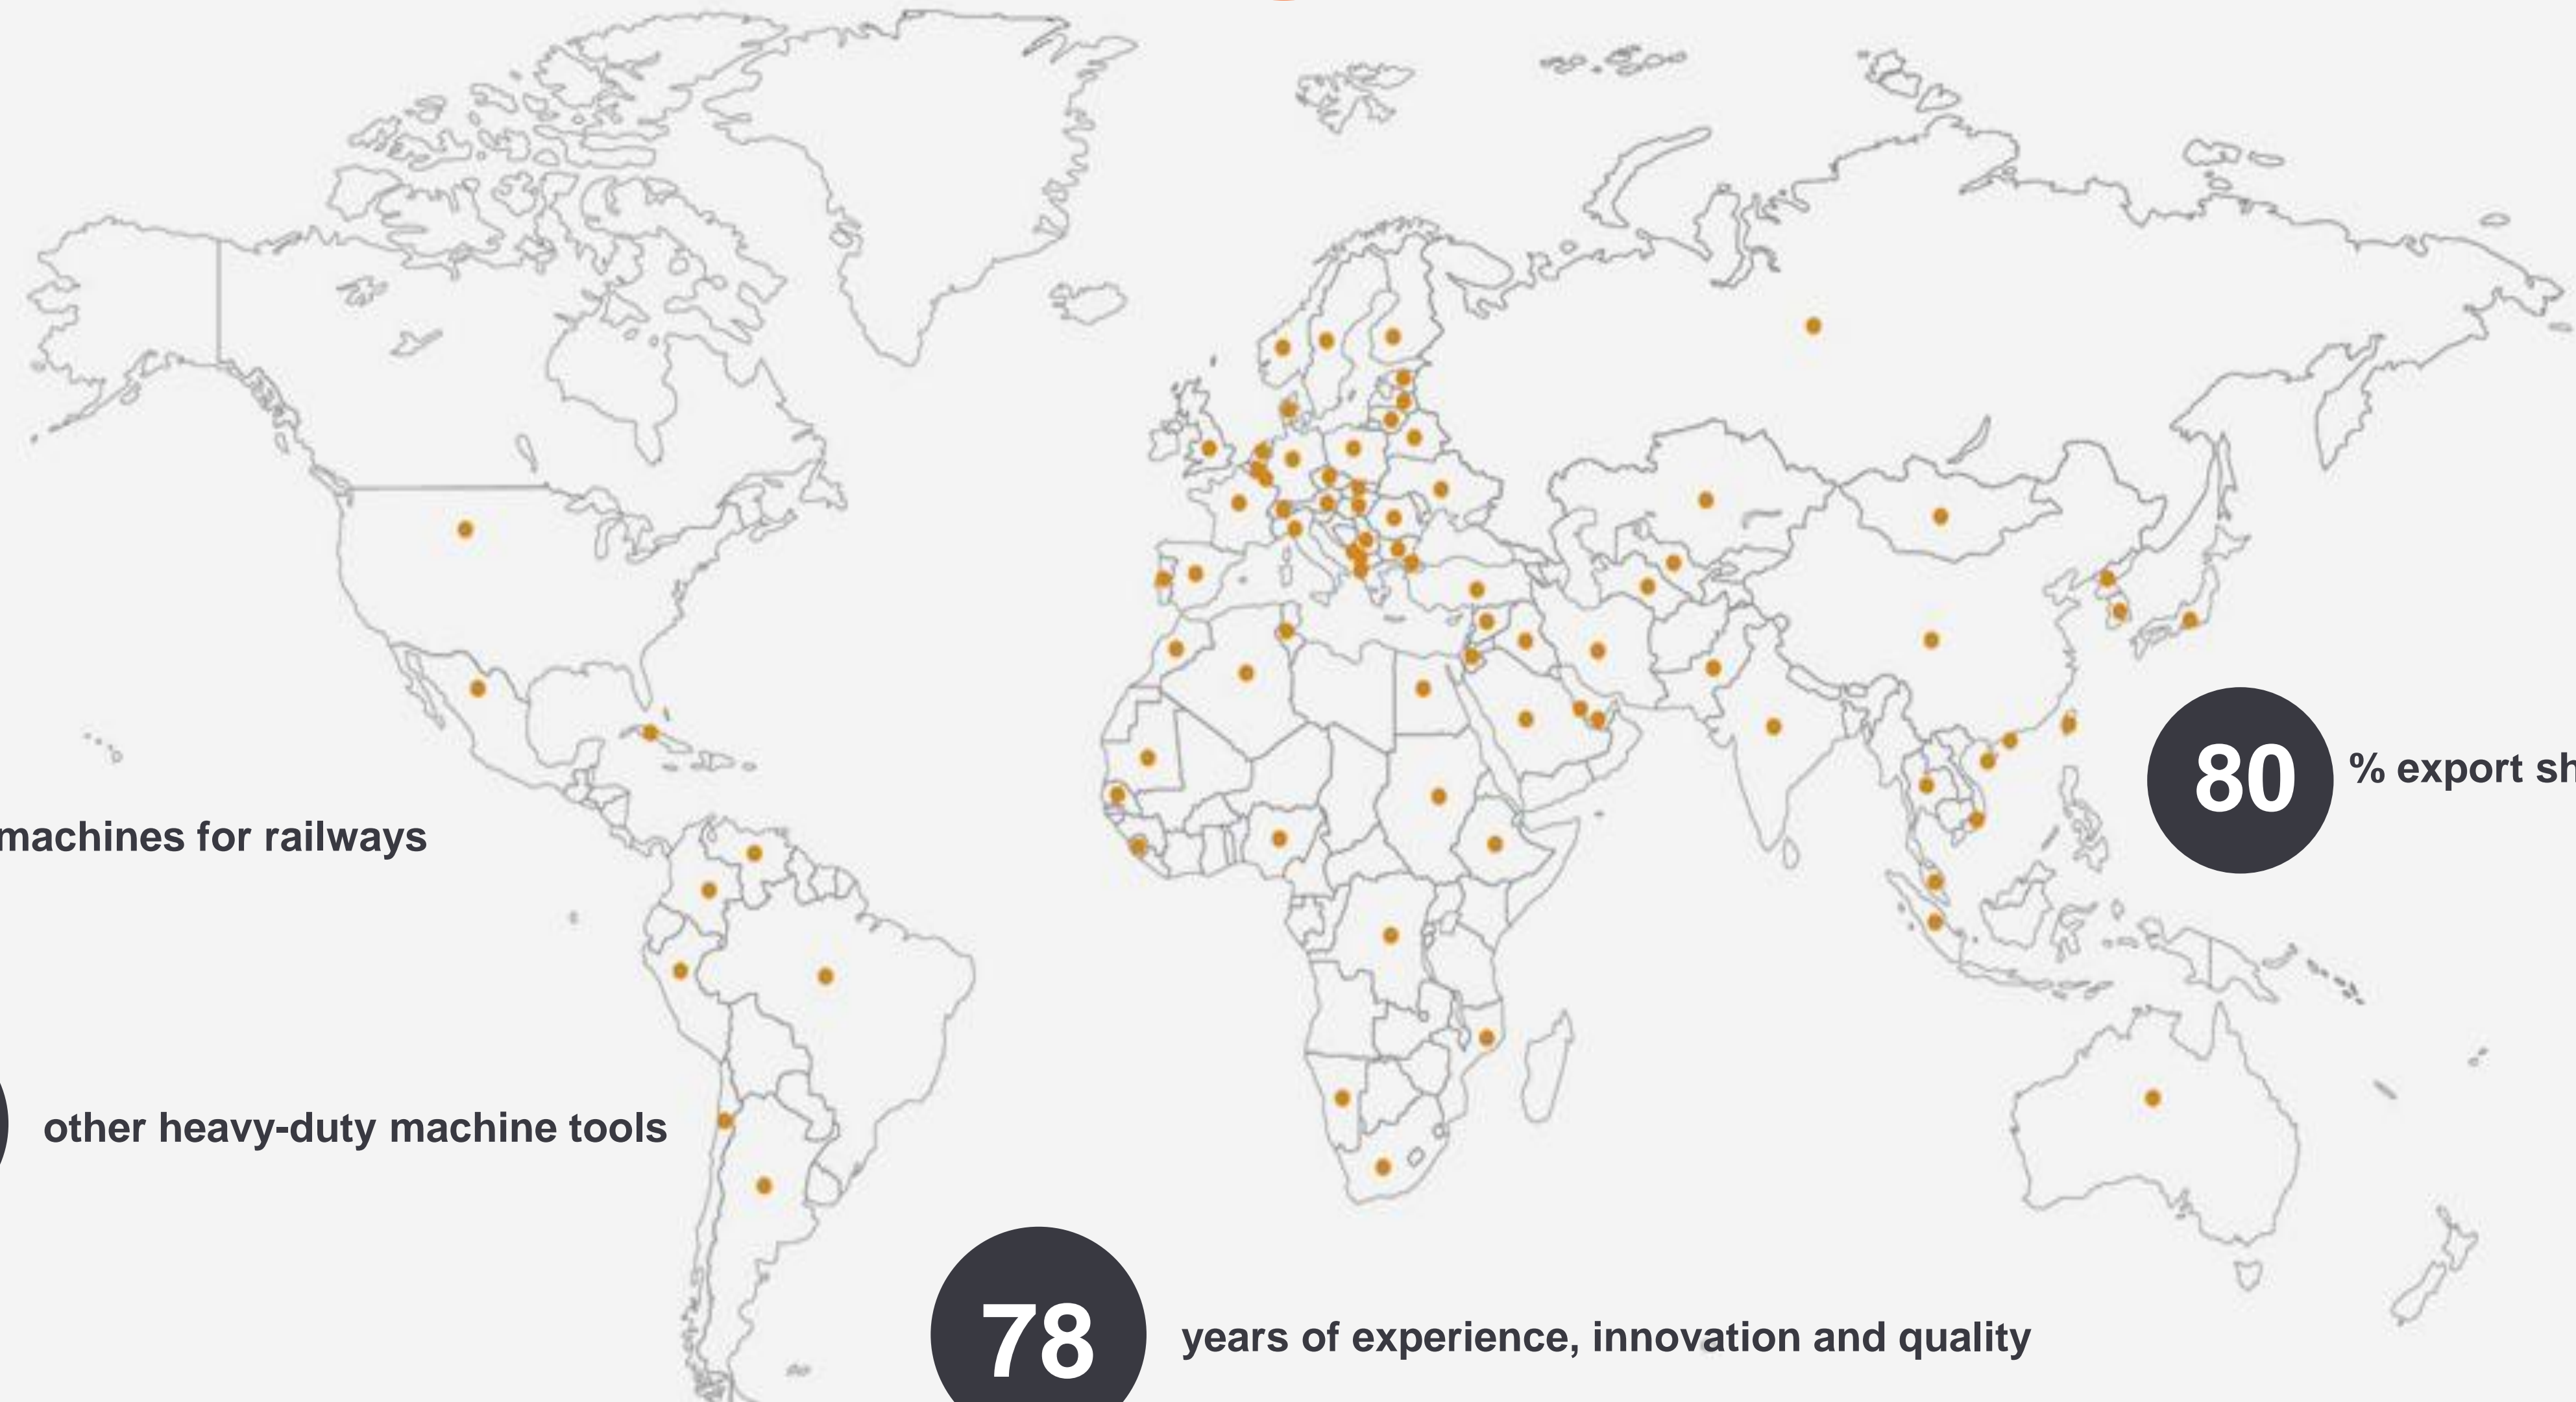 80
% export sh
machines for railways
other heavy-duty machine tools
78
years of experience, innovation and quality